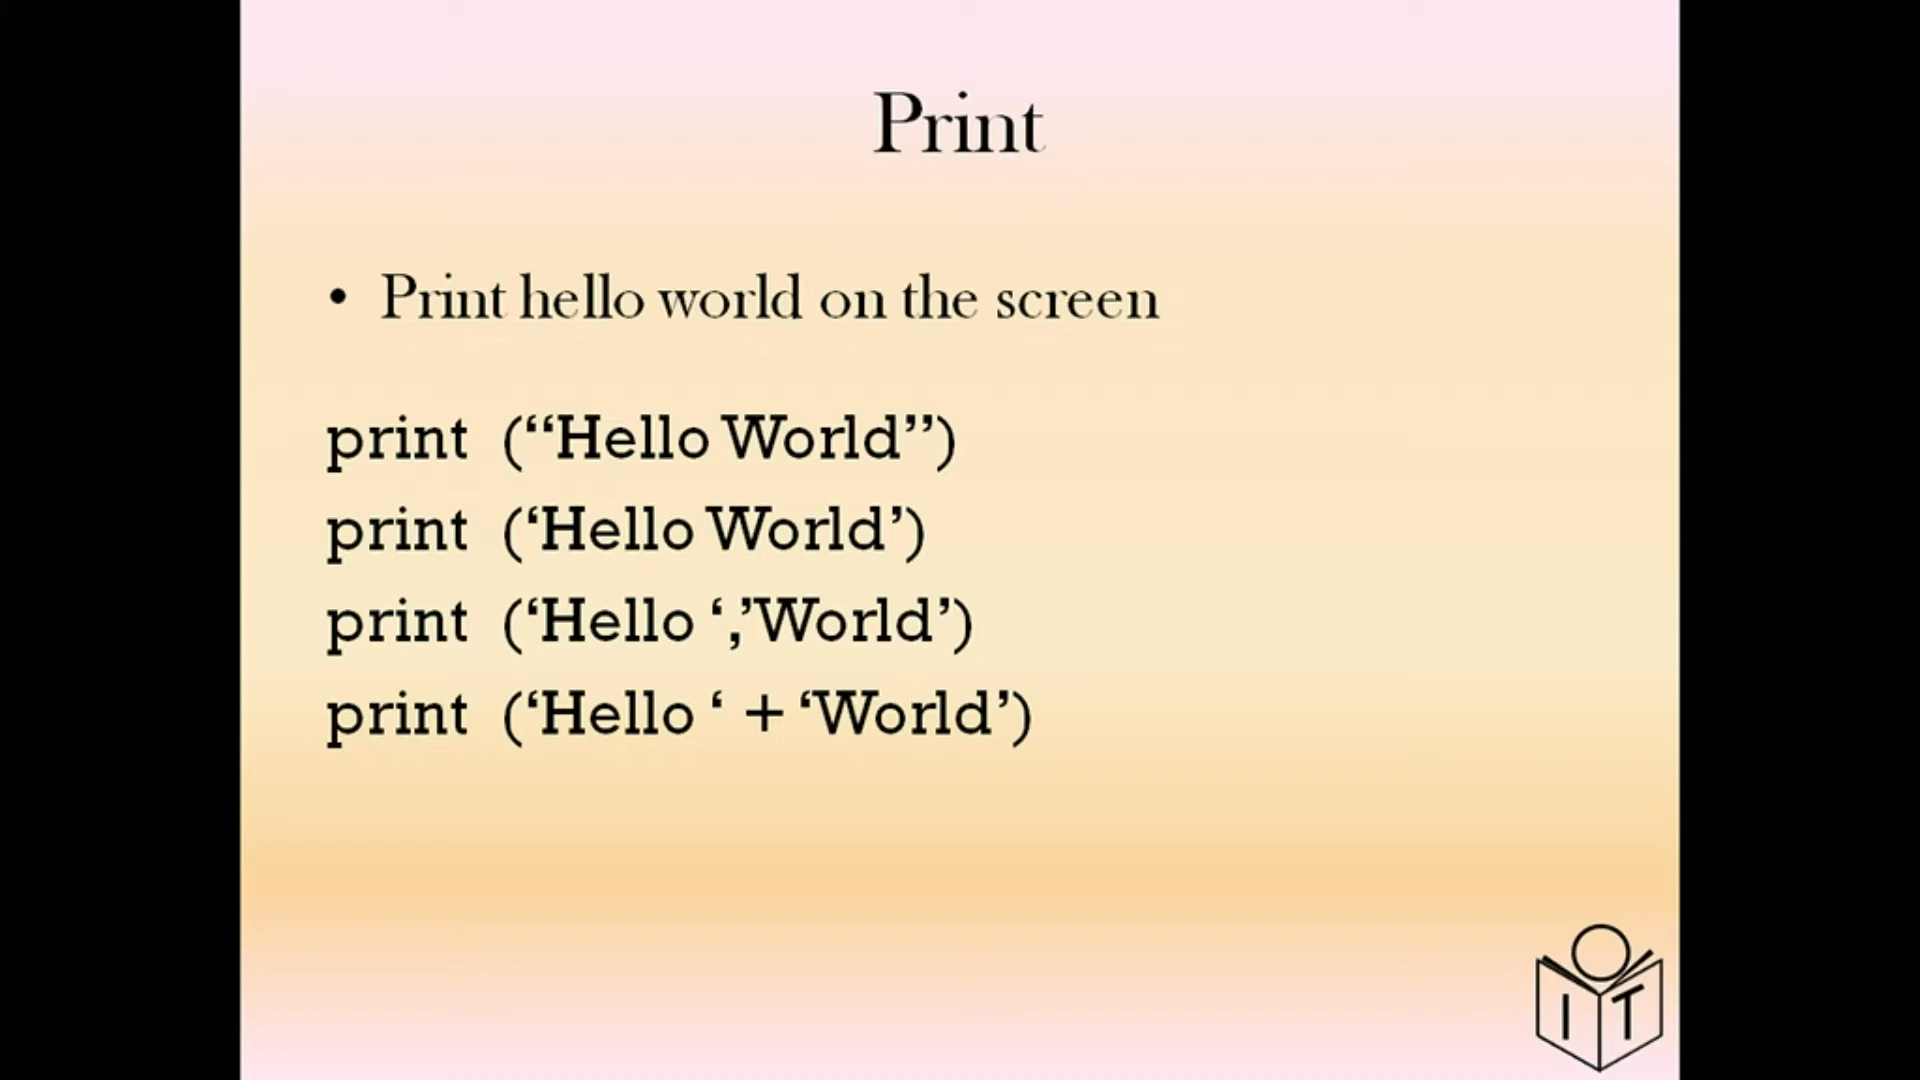 Print
• Print hello world on the screen
print (“Hello World”)
print (‘Hello World’)
print (‘Hello ‘,’World’)
print (‘Hello ‘ + ‘World’)
I T